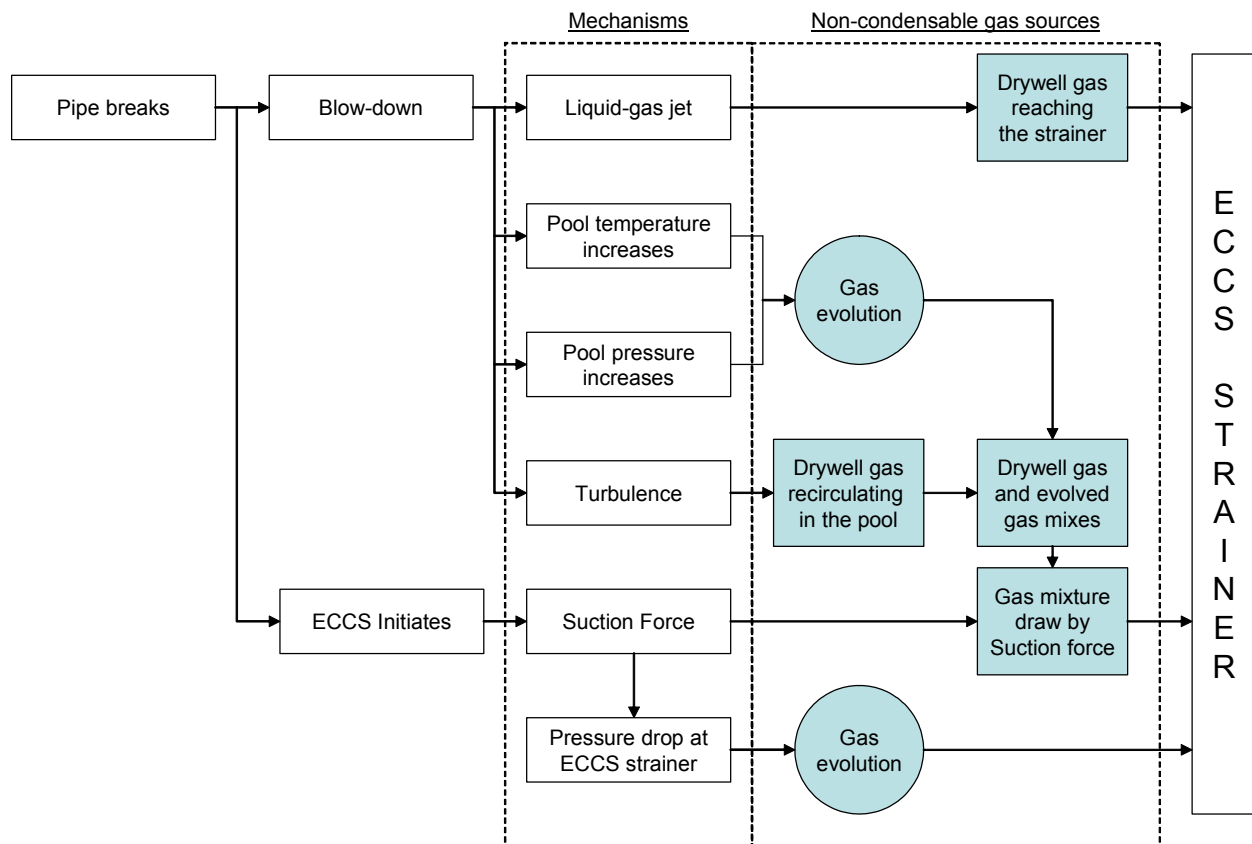 Mechanisms
Non-condensable gas sources
Pipe breaks
Blow-down
Liquid-gas jet
Drywell gas
reaching
the strainer
Pool temperature
increases
Gas
evolution
Pool pressure
increases
Turbulence
Drywell gas
recirculating
in the pool
Drywell gas
and evolved
gas mixes
ECCS Initiates
Suction Force
Gas mixture
draw by
Suction force
Pressure drop at
ECCS strainer
Gas
evolution
ECCS STRAINER